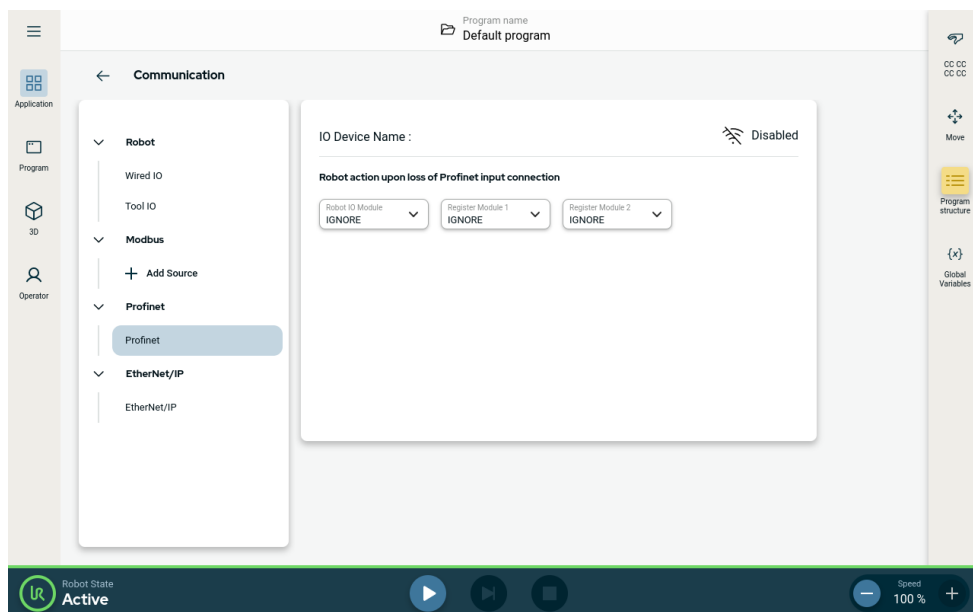 Program name
Default program
Application
Program
3D
Operator
Communication
Robot
Wired IO
Tool IO
Modbus
Add Source
Profinet
Profinet
EtherNet/IP
EtherNet/IP
IO Device Name :
Disabled
Robot action upon loss of Profinet input connection
Robot IO Module
IGNORE
Register Module 1
IGNORE
Register Module 2
IGNORE
CC CC
CC CC
Move
Program
structure
{x}
Global
Variables
UR
Robot State
Active
Speed
100 %